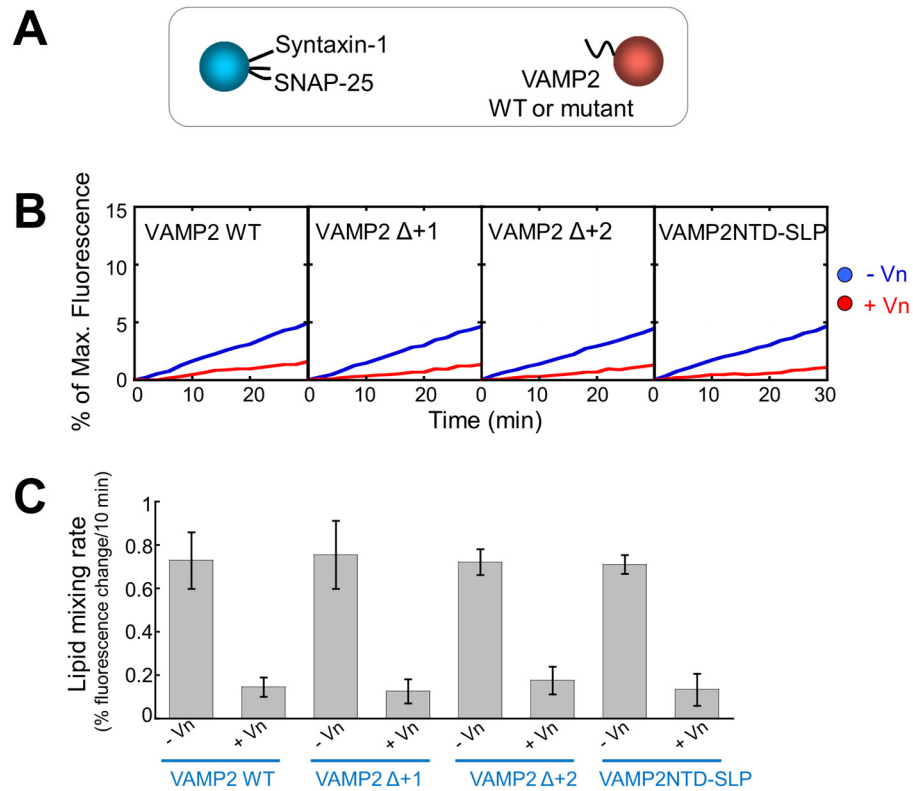 A
Syntaxin-1
SNAP-25
VAMP2
WT or mutant
B
% of Max. Fluorescence
15
10
5
0
VAMP2 WT
VAMP2 Δ+1
VAMP2 Δ+2
VAMP2NTD-SLP
- Vn
+ Vn
0 10 20 0 10 20 0 10 20 0 10 20 30
Time (min)
C
Lipid mixing rate
(% fluorescence change/10 min)
1
0.8
0.6
0.4
0.2
0
- Vn + Vn - Vn + Vn - Vn + Vn - Vn + Vn
VAMP2 WT VAMP2 Δ+1 VAMP2 Δ+2 VAMP2NTD-SLP